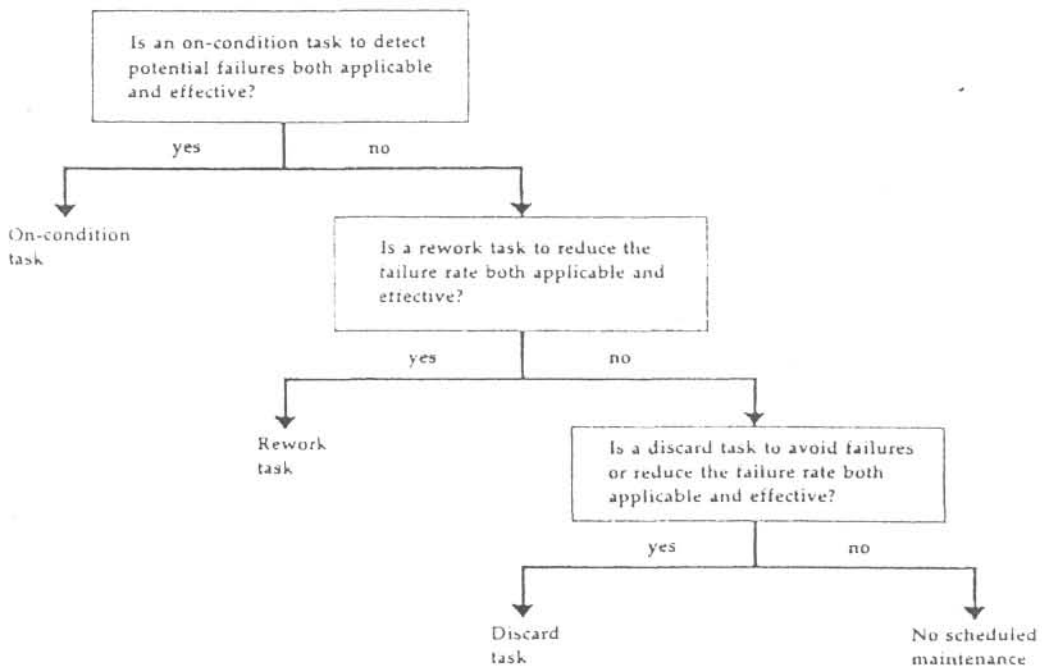 Is an on-condition task to detect
potential failures both applicable
and effective?
yes
no
On-condition
task
Is a rework task to reduce the
failure rate both applicable and
effective?
yes
no
Rework
task
Is a discard task to avoid failures
or reduce the failure rate both
applicable and effective?
yes
no
Discard
task
No scheduled
maintenance